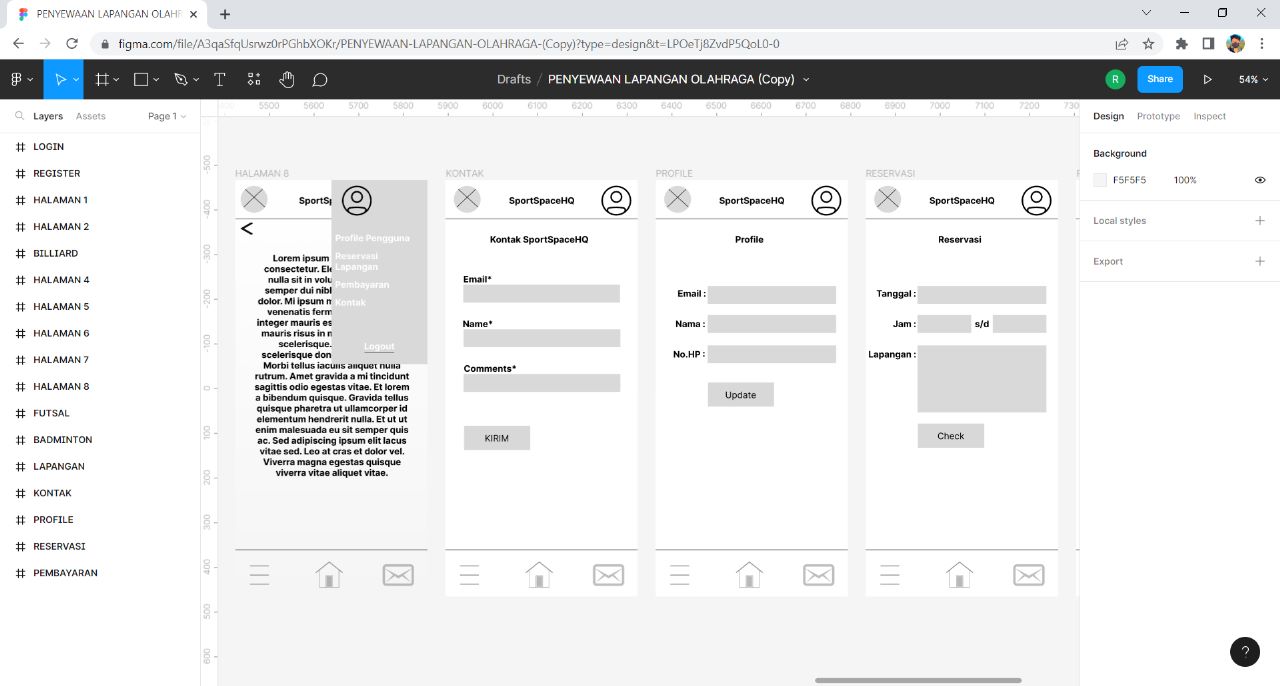 PENYEWAAN LAPANGAN OLAHR
figma.com/file/A3qaSfqUsrwz0rPGhbXOKr/PENYEWAAN-LAPANGAN-OLAHRAGA-(Copy)?type=design&t=LPOeTj8ZvdP5QoL0-0
Drafts / PENYEWAAN LAPANGAN OLAHRAGA (Copy)
R
Share
54%
Layers
Assets
Page 1
LOGIN
REGISTER
HALAMAN 1
HALAMAN 2
BILLIARD
HALAMAN 4
HALAMAN 5
HALAMAN 6
HALAMAN 7
HALAMAN 8
FUTSAL
BADMINTON
LAPANGAN
KONTAK
PROFILE
RESERVASI
PEMBAYARAN
5500 5600 5700 5800 5900 6000 6100 6200 6300 6400 6500 6600 6700 6800 6900 7000 7100 7200 7300
-500
-400
-300
-200
-100
0
100
200
300
400
500
600
HALAMAN 8
SportS
<
Lorem ipsum
consectetur. Ele
nulla sit in volu
semper dui nibl
dolor. Mi ipsum m
venenatis ferm
integer mauris es
mauris risus in n
scelerisque.
scelerisque don
Morbi tellus iaculis aliquet nulla
rutrum. Amet gravida a mi tincidunt
sagittis odio egestas vitae. Et lorem
a bibendum quisque. Gravida tellus
quisque pharetra ut ullamcorper id
elementum hendrerit nulla. Et ut ut
enim malesuada eu sit semper quis
ac. Sed adipiscing ipsum elit lacus
vitae sed. Leo at cras et dolor vel.
Viverra magna egestas quisque
viverra vitae aliquet vitae.
Profile Pengguna
Reservasi
Lapangan
Pembayaran
Kontak
Logout
KONTAK
SportSpaceHQ
Kontak SportSpaceHQ
Email*
Name*
Comments*
KIRIM
PROFILE
SportSpaceHQ
Profile
Email :
Nama :
No.HP :
Update
RESERVASI
SportSpaceHQ
Reservasi
Tanggal :
Jam :
s/d
Lapangan :
Check
Design
Prototype
Inspect
Background
F5F5F5
100%
Local styles
Export
?